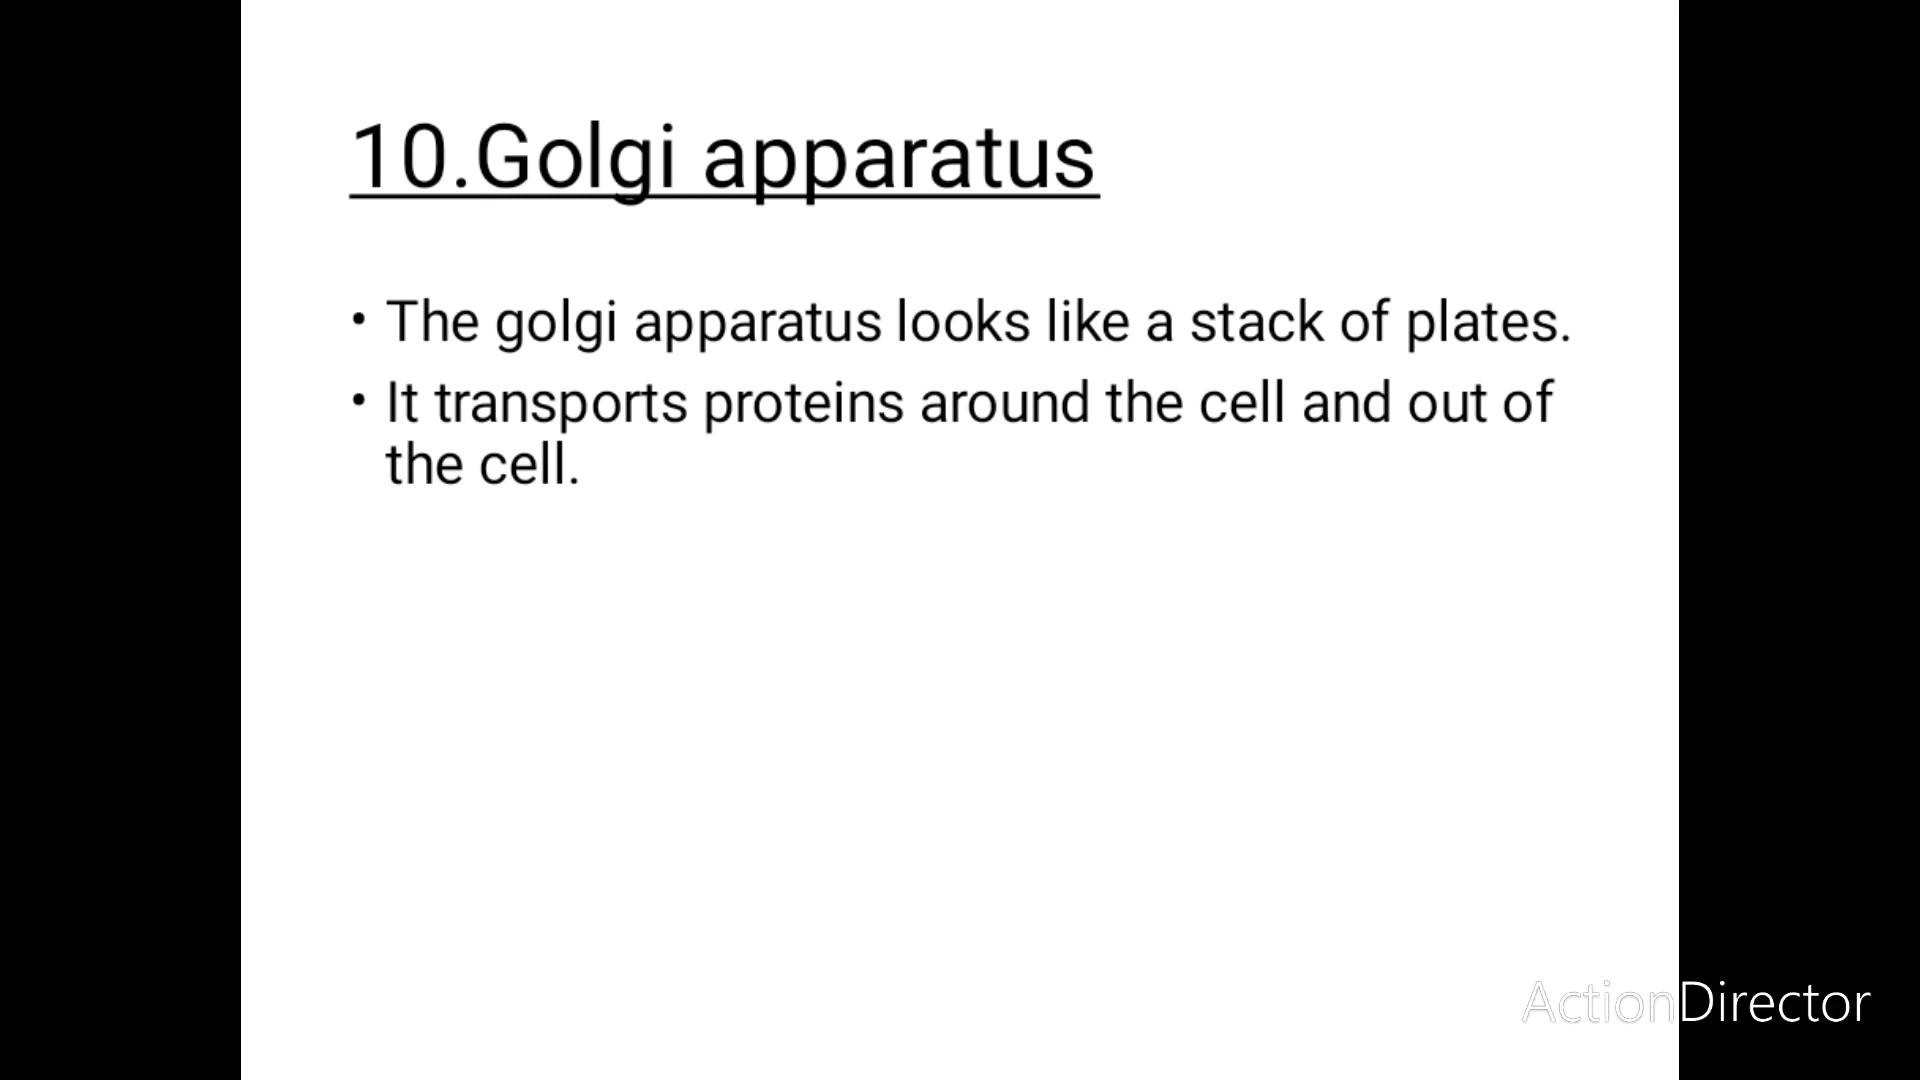 10.Golgi apparatus
• The golgi apparatus looks like a stack of plates.
• It transports proteins around the cell and out of
the cell.
ActionDirector